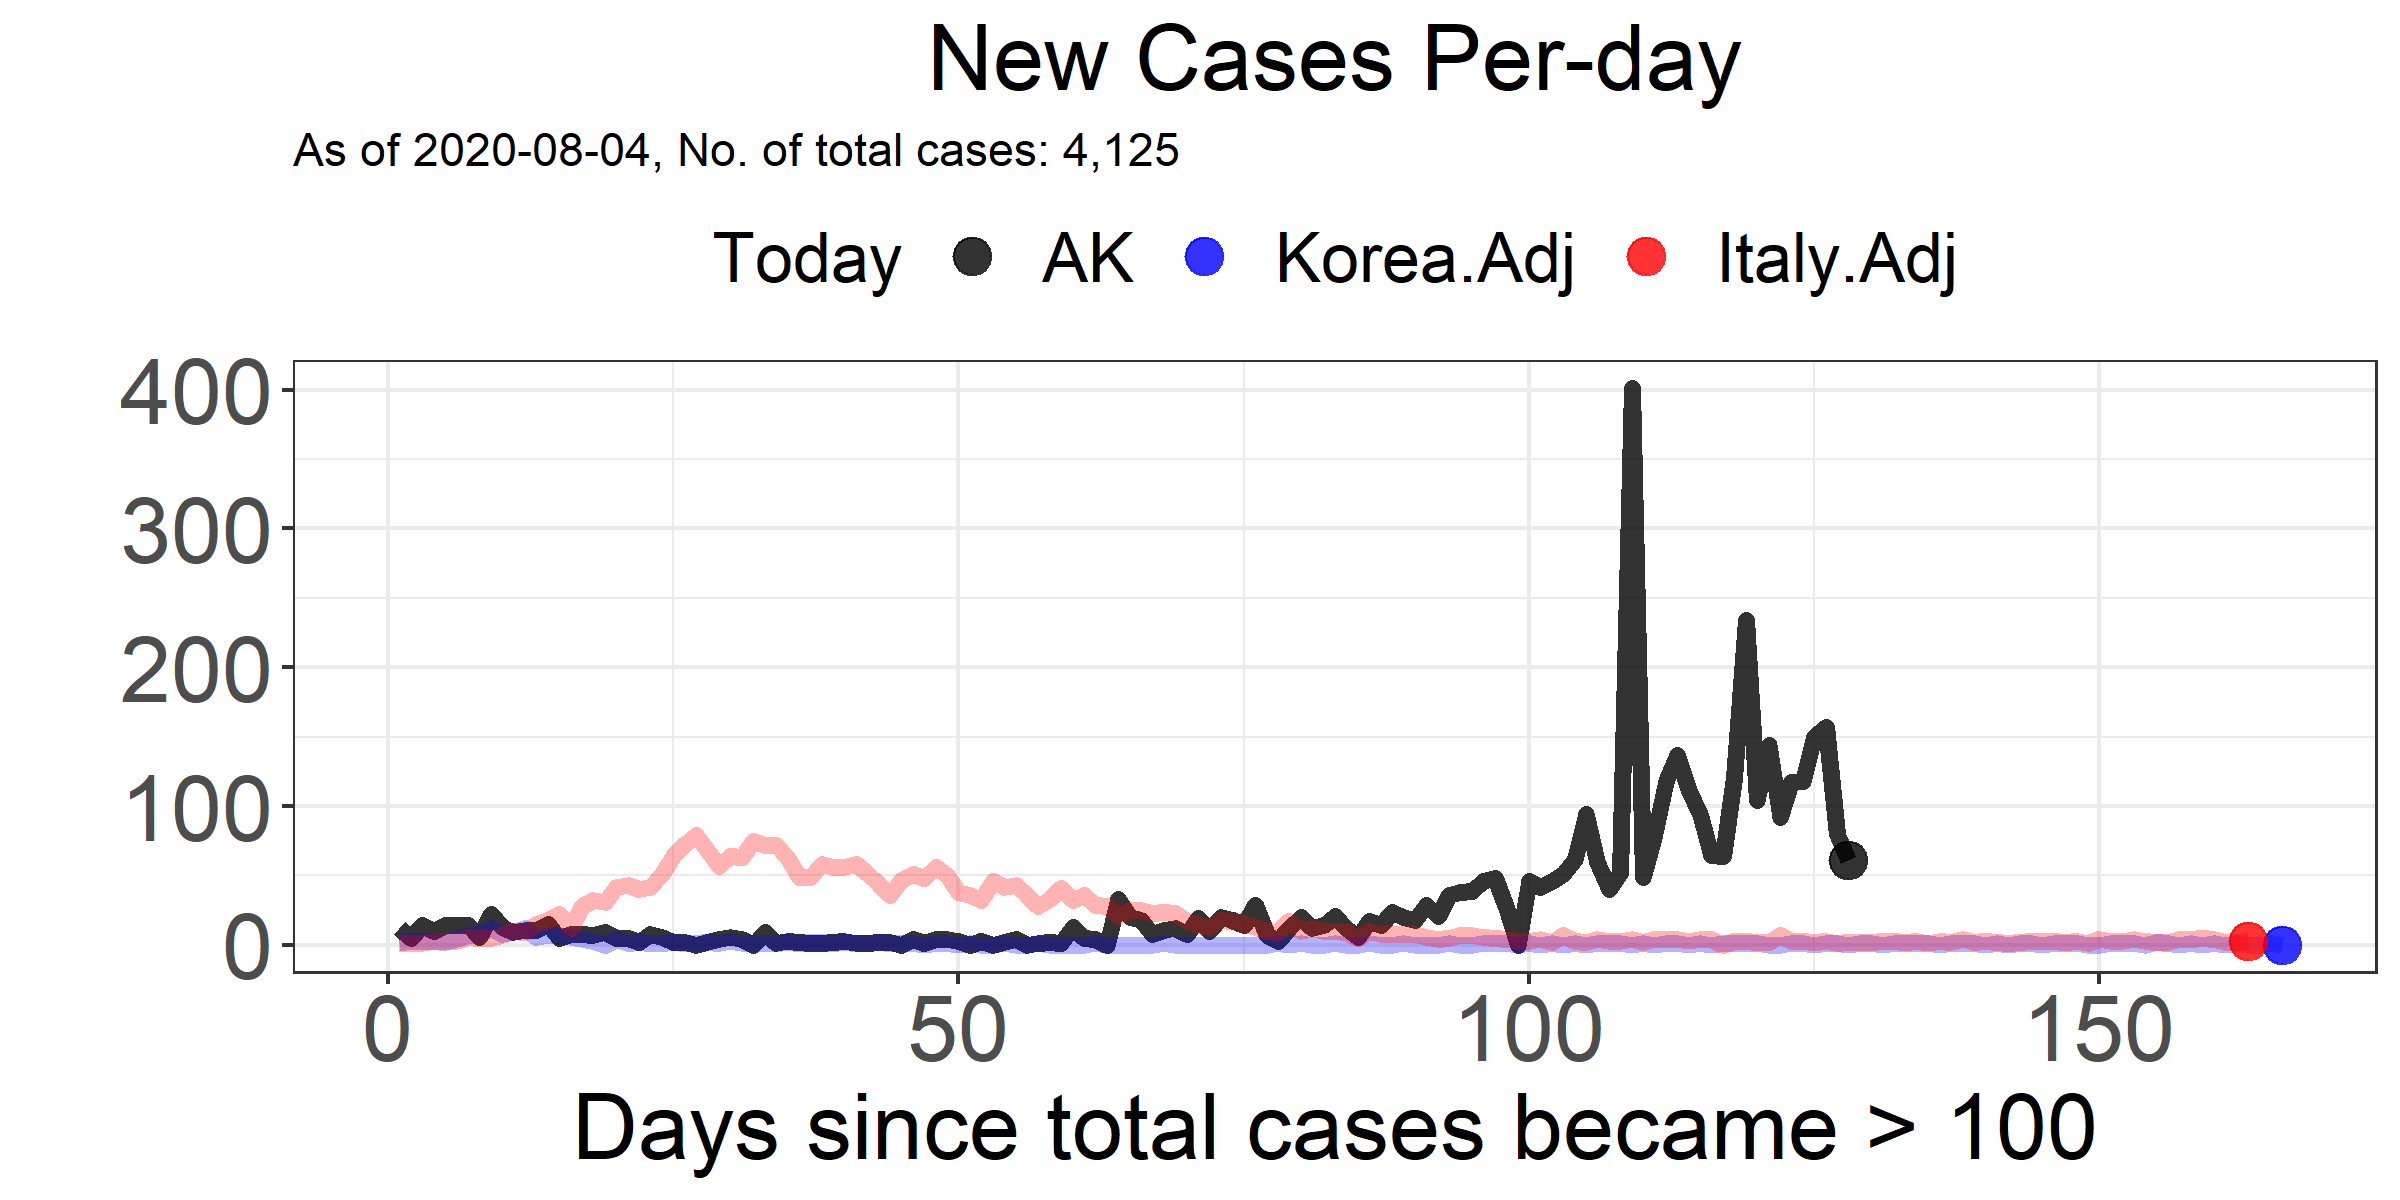 New Cases Per-day
As of 2020-08-04, No. of total cases: 4,125
Today AK Korea.Adj Italy.Adj
400
300
200
100
0
0 50 100 150
Days since total cases became > 100